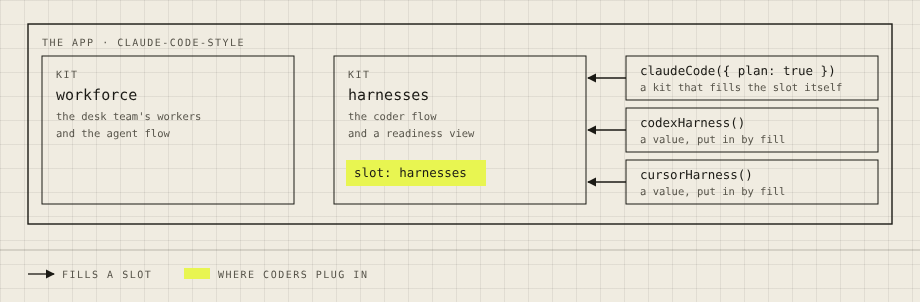 THE APP · CLAUDE-CODE-STYLE
KIT
workforce
the desk team's workers
and the agent flow
KIT
harnesses
the coder flow
and a readiness view
slot: harnesses
claudeCode({ plan: true })
a kit that fills the slot itself
codexHarness()
a value, put in by fill
cursorHarness()
a value, put in by fill
FILLS A SLOT
WHERE CODERS PLUG IN